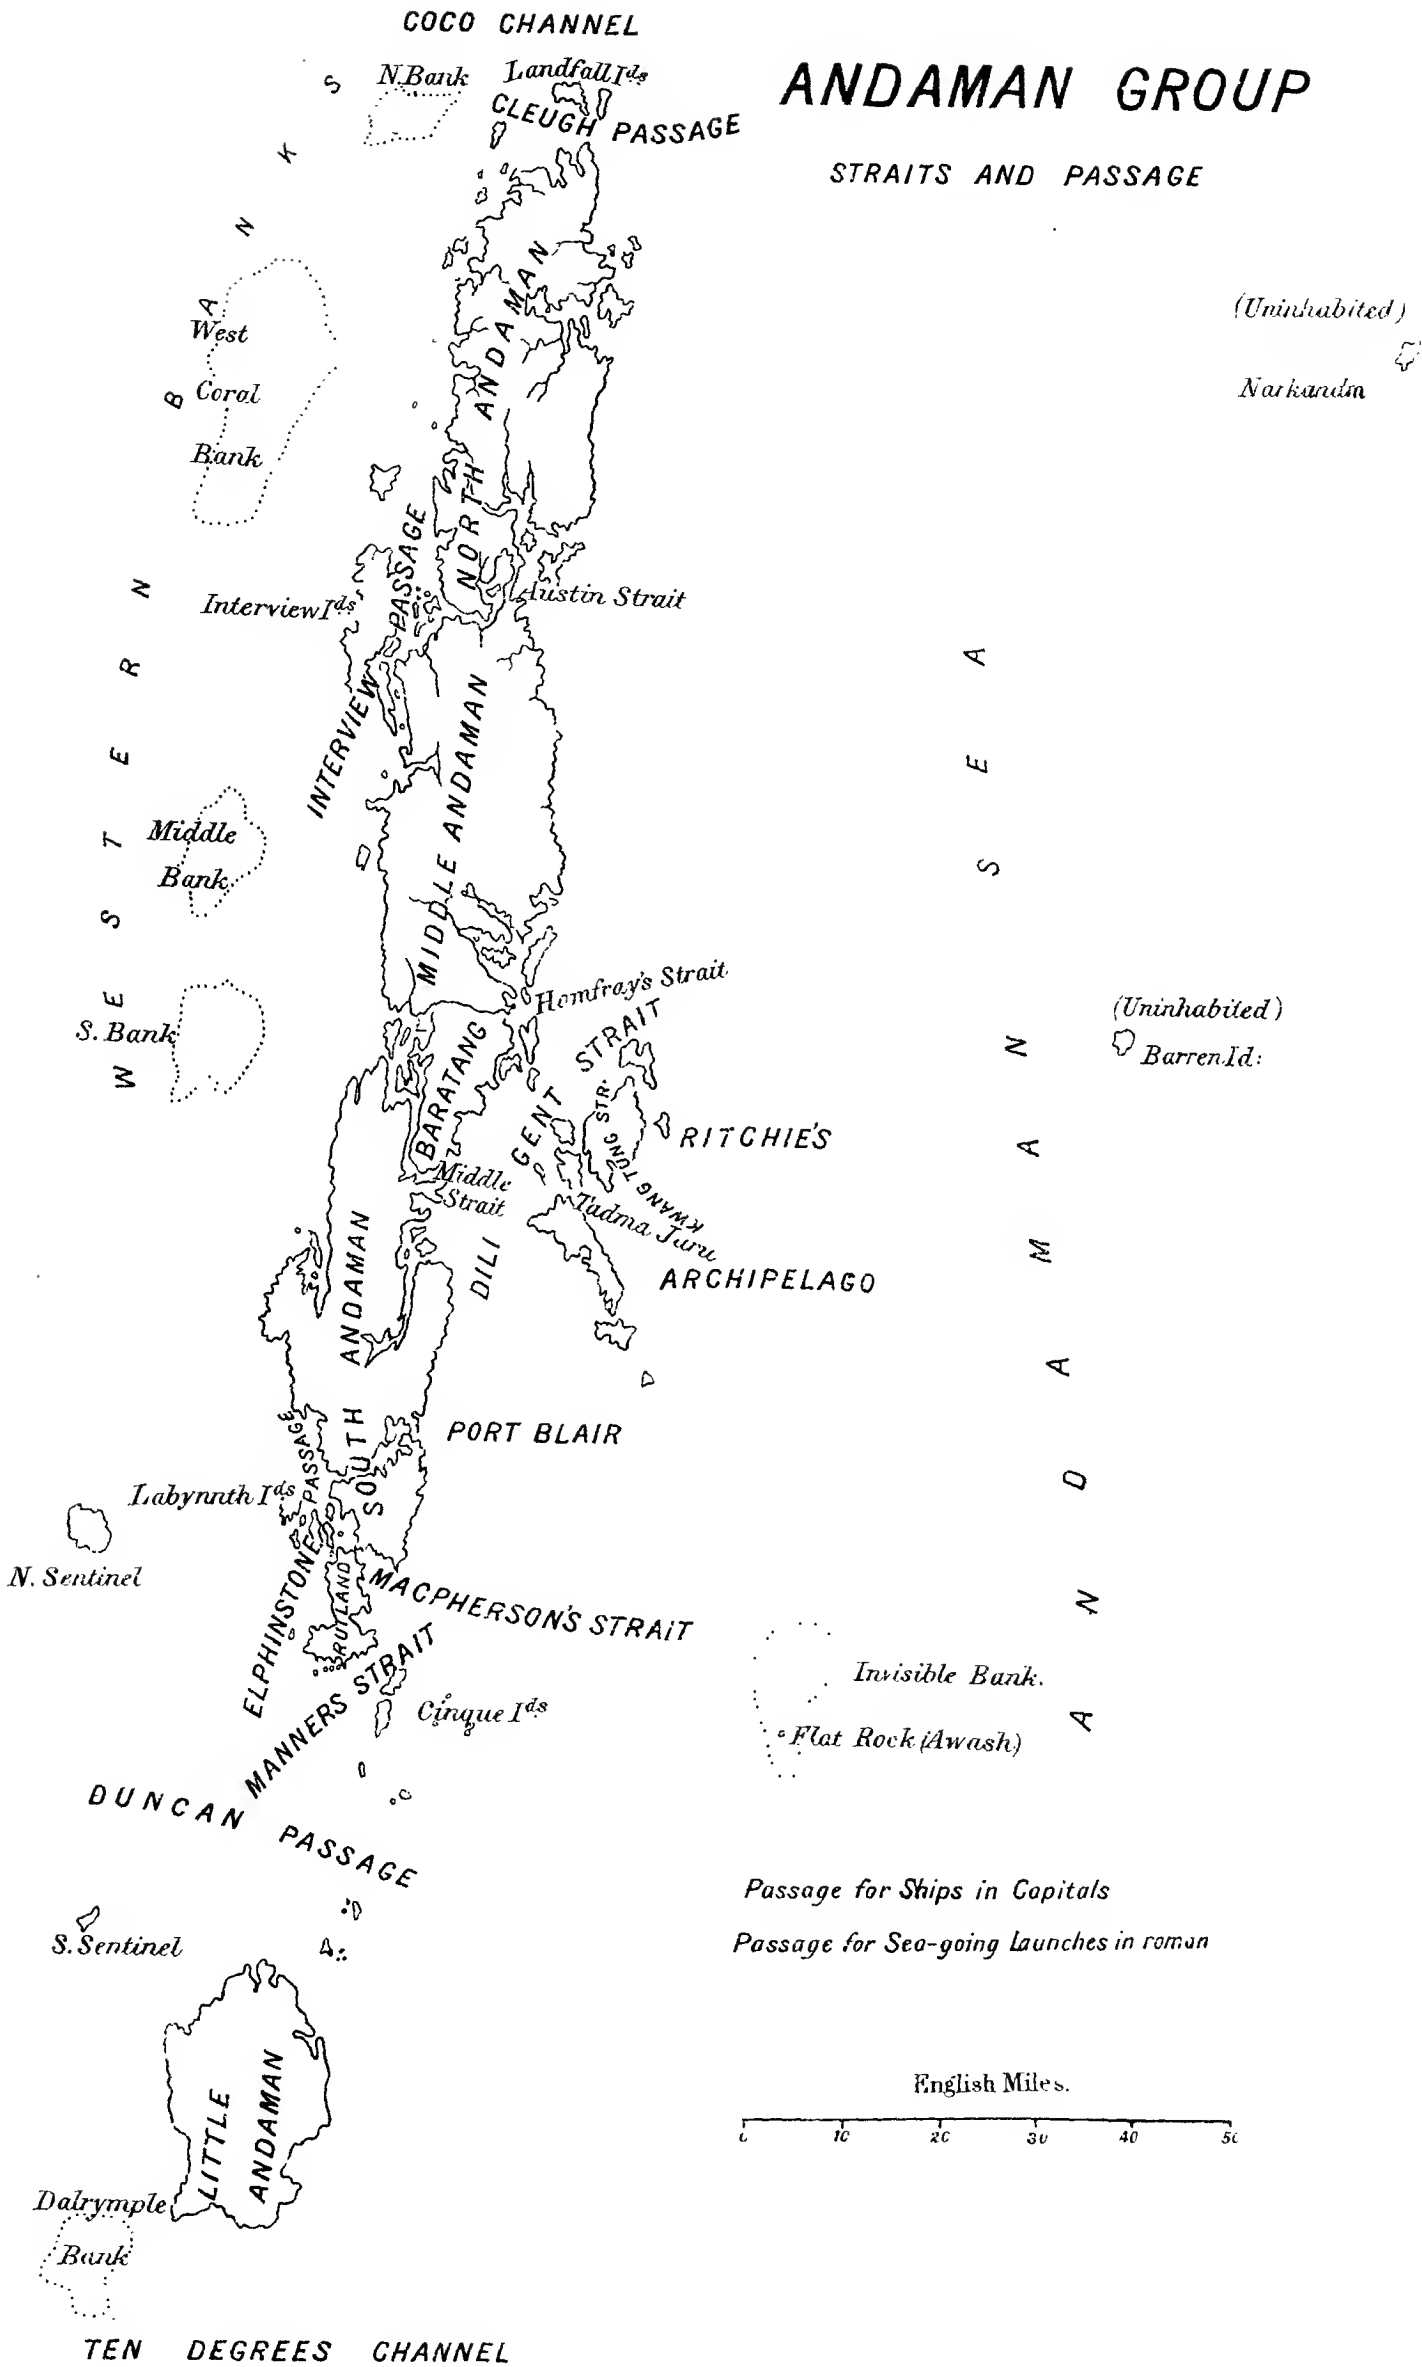 COCO CHANNEL
ANDAMAN GROUP
STRAITS AND PASSAGE
N. Bank
Landfall Ids
CLEUGH PASSAGE
WESTERN BANKS
West
Coral
Bank
NORTH ANDAMAN
(Uninhabited)
Narkandm
INTERVIEW PASSAGE
Interview Ids
Austin Strait
MIDDLE ANDAMAN
Middle
Bank
ANDAMAN SEA
Homfray's Strait
S. Bank
BARATANG
DILIGENT STRAIT
KWANG TUNG STR.
(Uninhabited)
Barren Id:
RITCHIE'S
ARCHIPELAGO
Middle
Strait
Tadma Juru
SOUTH ANDAMAN
PORT BLAIR
ELPHINSTONE PASSAGE
Labynnth Ids
N. Sentinel
RUTLAND
MACPHERSON'S STRAIT
MANNERS STRAIT
Cinque Ids
Invisible Bank.
Flat Rock (Awash)
DUNCAN PASSAGE
Passage for Ships in Capitals
Passage for Sea-going Launches in roman
S. Sentinel
LITTLE
ANDAMAN
English Miles.
0 10 20 30 40 50
Dalrymple
Bank
TEN DEGREES CHANNEL